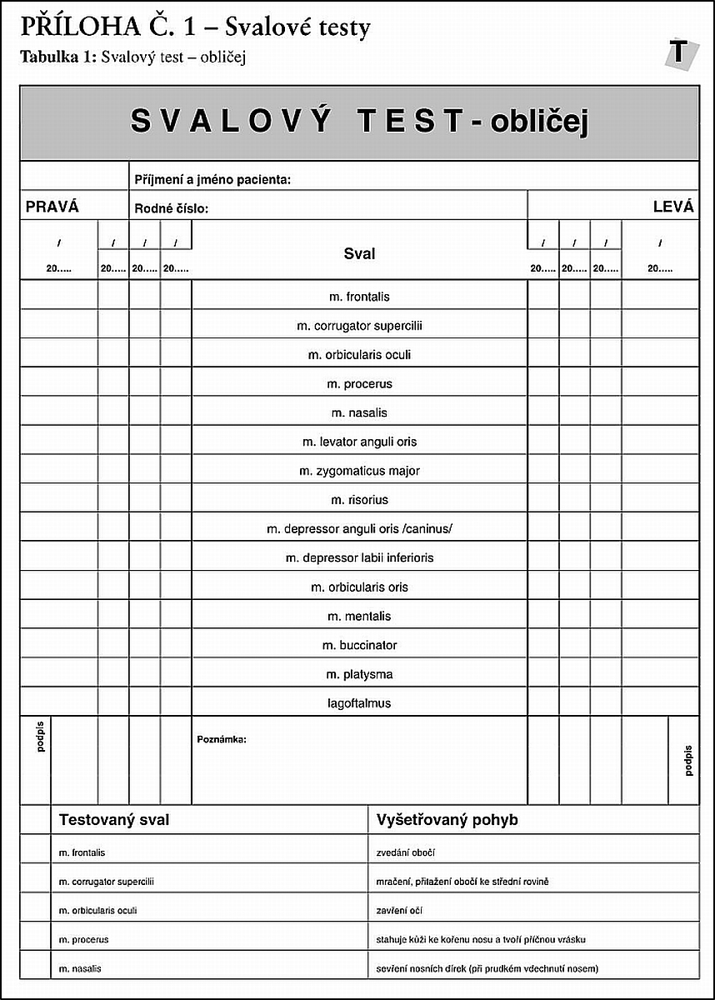 PŘÍLOHA Č. 1 – Svalové testy
Tabulka 1: Svalový test – obličej
T
SVALOVÝ TEST - obličej
Příjmení a jméno pacienta:
PRAVÁ
Rodné číslo:
LEVÁ
/ / / / Sval / / / /
20..... 20..... 20..... 20..... 20..... 20..... 20..... 20.....
m. frontalis
m. corrugator supercilii
m. orbicularis oculi
m. procerus
m. nasalis
m. levator anguli oris
m. zygomaticus major
m. risorius
m. depressor anguli oris /caninus/
m. depressor labii inferioris
m. orbicularis oris
m. mentalis
m. buccinator
m. platysma
lagoftalmus
podpis
Poznámka:
podpis
Testovaný sval Vyšetřovaný pohyb
m. frontalis zvedání obočí
m. corrugator supercilii mračení, přitažení obočí ke střední rovině
m. orbicularis oculi zavření očí
m. procerus stahuje kůži ke kořenu nosu a tvoří příčnou vrásku
m. nasalis sevření nosních dírek (při prudkém vdechnutí nosem)